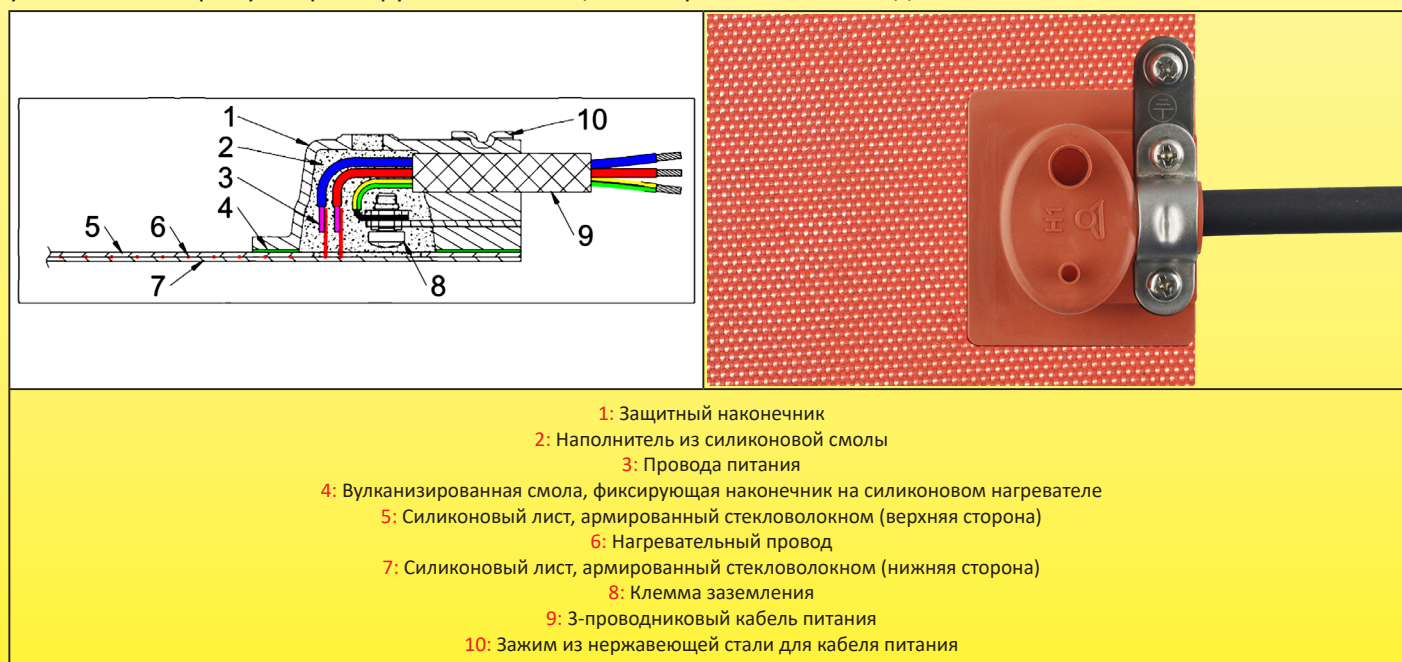 1
2
3
4
5
6
7
8
9
10
H1
1: Защитный наконечник
2: Наполнитель из силиконовой смолы
3: Провода питания
4: Вулканизированная смола, фиксирующая наконечник на силиконовом нагревателе
5: Силиконовый лист, армированный стекловолокном (верхняя сторона)
6: Нагревательный провод
7: Силиконовый лист, армированный стекловолокном (нижняя сторона)
8: Клемма заземления
9: 3-проводниковый кабель питания
10: Зажим из нержавеющей стали для кабеля питания